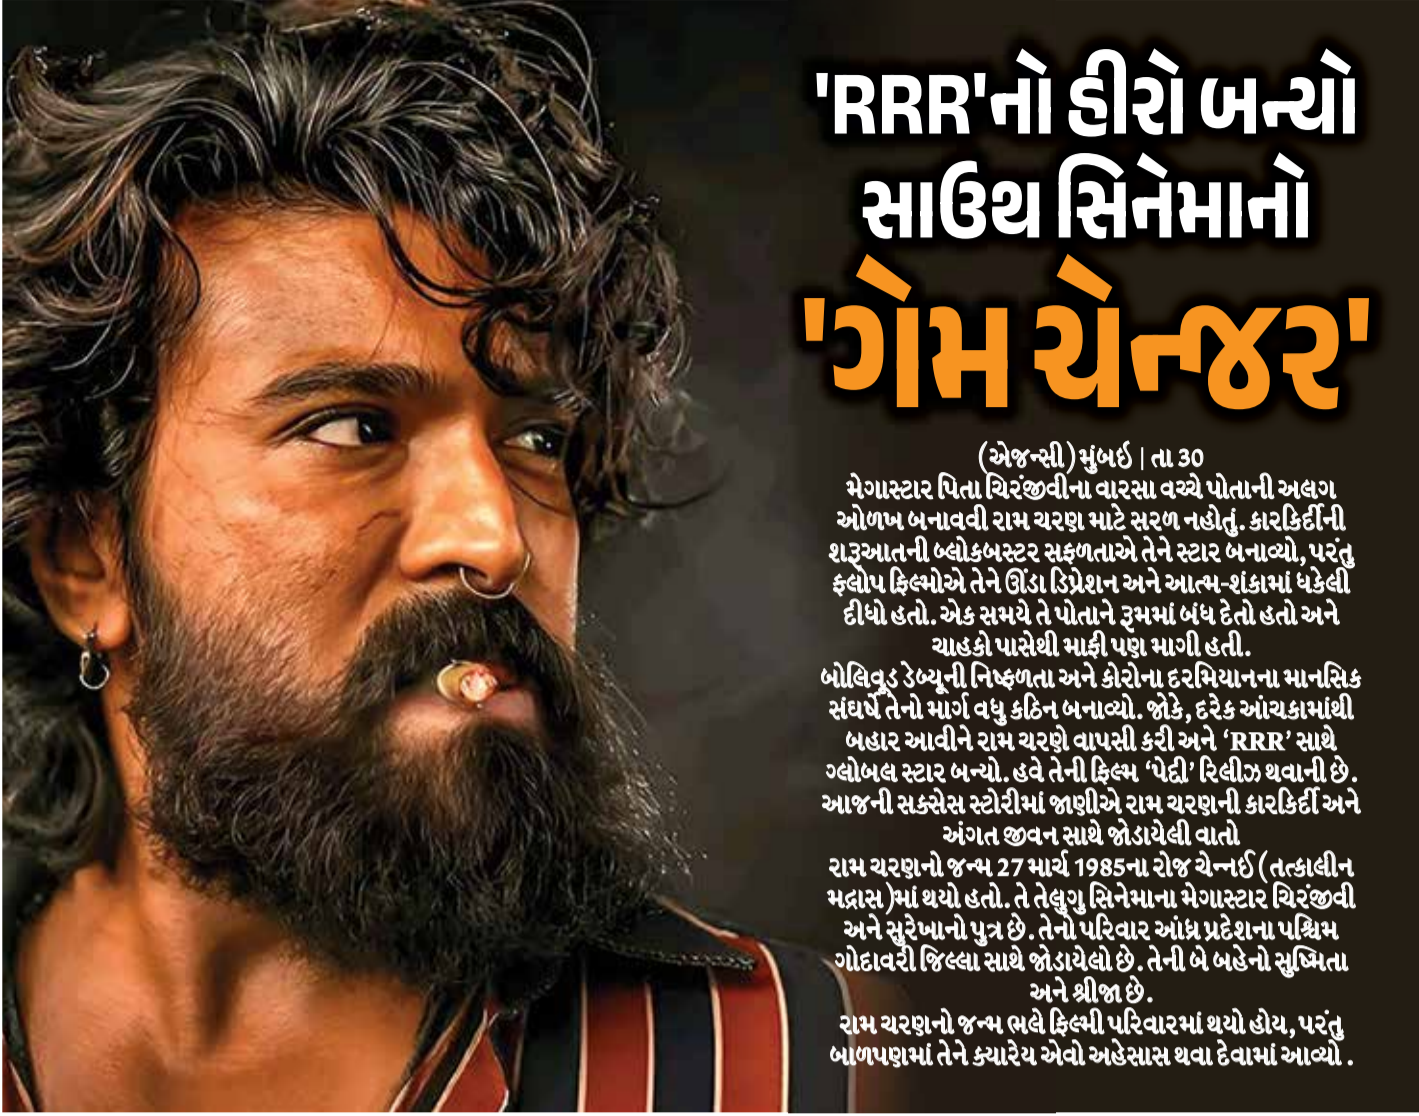 'RRR'નો હીરો બન્યો
સાઉથ સિનેમાનો
'ગેમ ચેન્જર'
(એજન્સી) મુંબઇ | તા 30
મેગાસ્ટાર પિતા ચિરંજીવીના વારસા વચ્ચે પોતાની અલગ
ઓળખ બનાવવી રામ ચરણ માટે સરળ નહોતું. કારકિર્દીની
શરૂઆતની બ્લોકબસ્ટર સફળતાએ તેને સ્ટાર બનાવ્યો, પરંતુ
ફ્લોપ ફિલ્મોએ તેને ઊંડા ડિપ્રેશન અને આત્મ-શંકામાં ધકેલી
દીધો હતો. એક સમયે તે પોતાને રૂમમાં બંધ દેતો હતો અને
ચાહકો પાસેથી માફી પણ માગી હતી.
બોલિવૂડ ડેબ્યૂની નિષ્ફળતા અને કોરોના દરમિયાનના માનસિક
સંઘર્ષે તેનો માર્ગ વધુ કઠિન બનાવ્યો. જોકે, દરેક આંચકામાંથી
બહાર આવીને રામ ચરણે વાપસી કરી અને ‘RRR’ સાથે
ગ્લોબલ સ્ટાર બન્યો. હવે તેની ફિલ્મ ‘પેદ્દી’ રિલીઝ થવાની છે.
આજની સક્સેસ સ્ટોરીમાં જાણીએ રામ ચરણની કારકિર્દી અને
અંગત જીવન સાથે જોડાયેલી વાતો
રામ ચરણનો જન્મ 27 માર્ચ 1985ના રોજ ચેન્નઈ (તત્કાલીન
મદ્રાસ)માં થયો હતો. તે તેલુગુ સિનેમાના મેગાસ્ટાર ચિરંજીવી
અને સુરેખાનો પુત્ર છે. તેનો પરિવાર આંધ્ર પ્રદેશના પશ્ચિમ
ગોદાવરી જિલ્લા સાથે જોડાયેલો છે. તેની બે બહેનો સુષ્મિતા
અને શ્રીજા છે.
રામ ચરણનો જન્મ ભલે ફિલ્મી પરિવારમાં થયો હોય, પરંતુ
બાળપણમાં તેને ક્યારેય એવો અહેસાસ થવા દેવામાં આવ્યો .